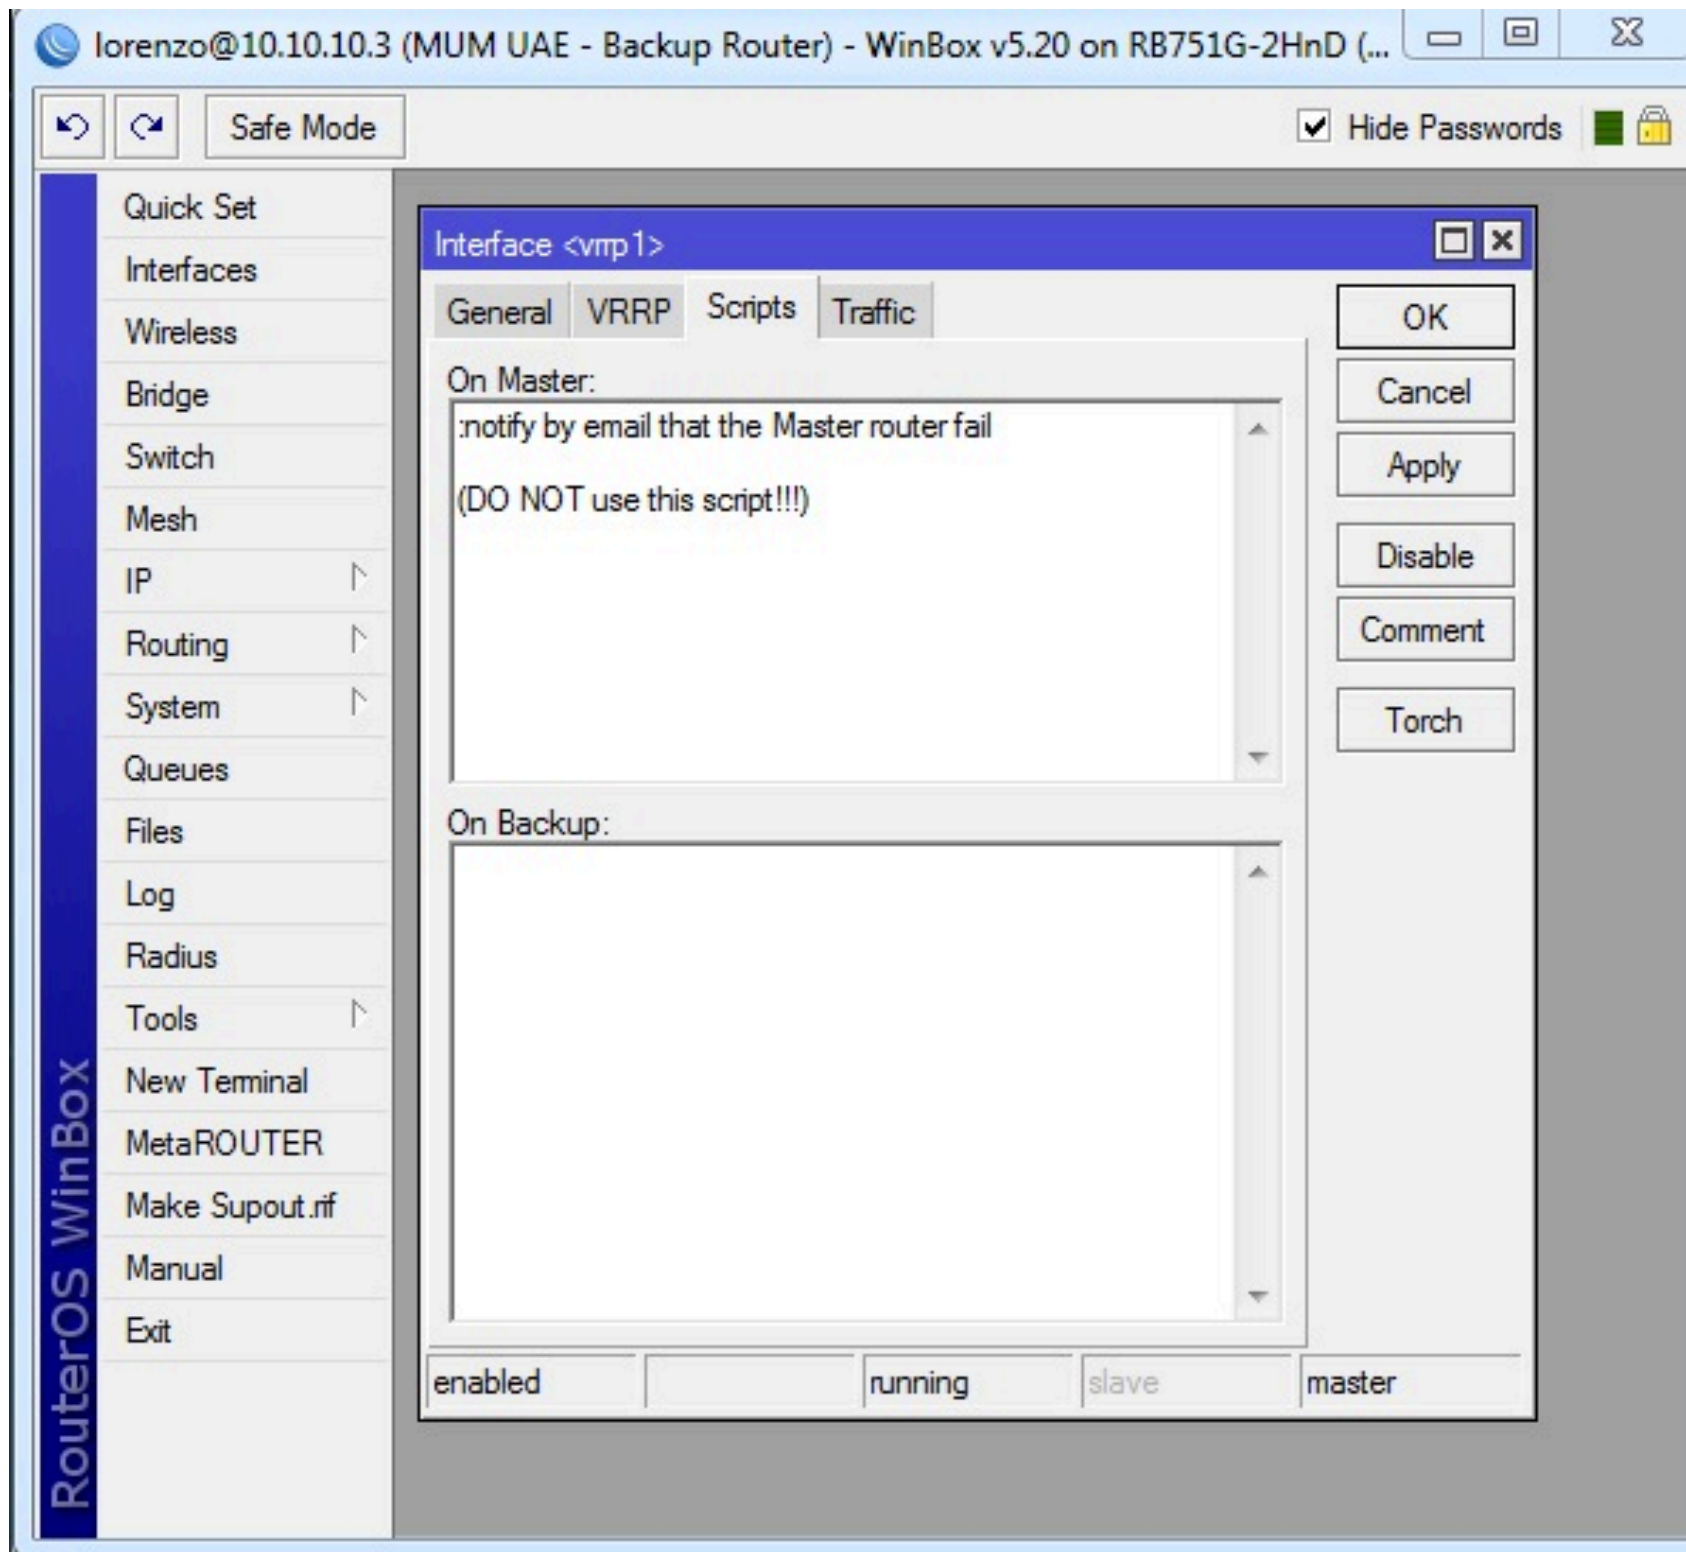 lorenzo@10.10.10.3 (MUM UAE - Backup Router) - WinBox v5.20 on RB751G-2HnD (...
Safe Mode
Hide Passwords
Quick Set
Interfaces
Wireless
Bridge
Switch
Mesh
IP
Routing
System
Queues
Files
Log
Radius
Tools
New Terminal
MetaROUTER
Make Supout.rif
Manual
Exit
RouterOS WinBox
Interface <vrrp1>
General VRRP Scripts Traffic
On Master:
:notify by email that the Master router fail
(DO NOT use this script!!!)
On Backup:
OK
Cancel
Apply
Disable
Comment
Torch
enabled running slave master